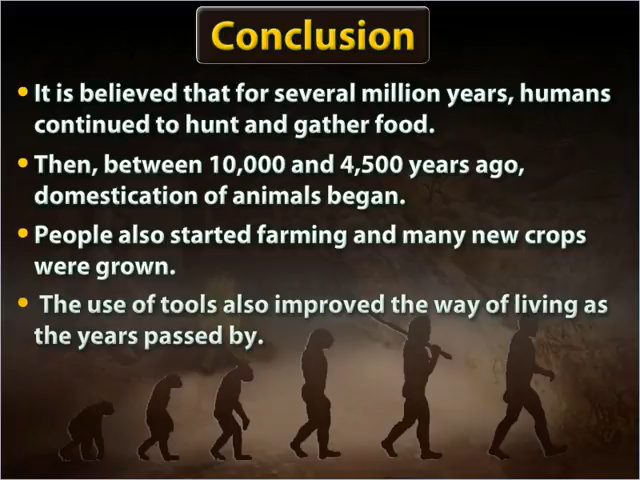 Conclusion
• It is believed that for several million years, humans
continued to hunt and gather food.
• Then, between 10,000 and 4,500 years ago,
domestication of animals began.
• People also started farming and many new crops
were grown.
• The use of tools also improved the way of living as
the years passed by.